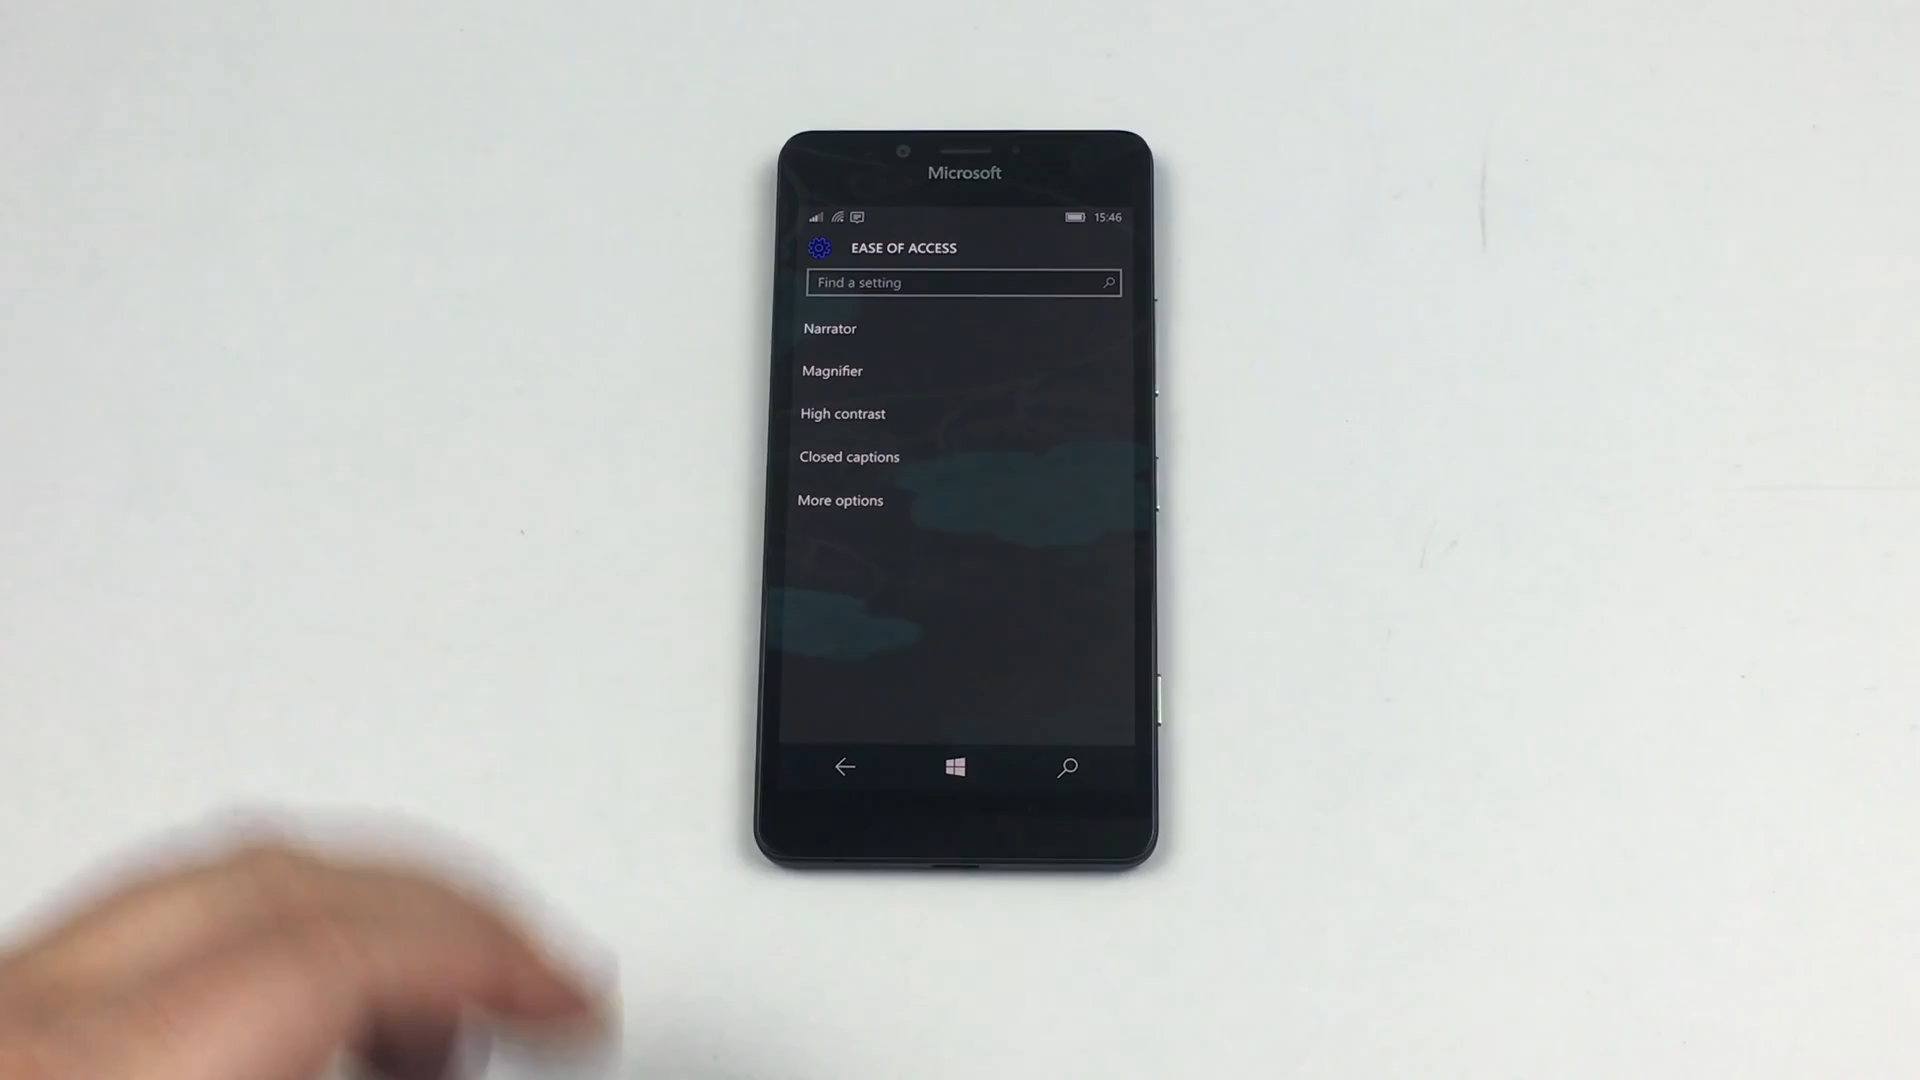 Microsoft
15:46
EASE OF ACCESS
Find a setting
Narrator
Magnifier
High contrast
Closed captions
More options